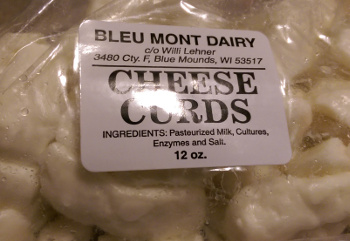 BLEU MONT DAIRY
c/o Willi Lehner
3480 Cty. F, Blue Mounds, WI 53517
CHEESE
CURDS
INGREDIENTS: Pasteurized Milk, Cultures,
Enzymes and Salt.
12 oz.